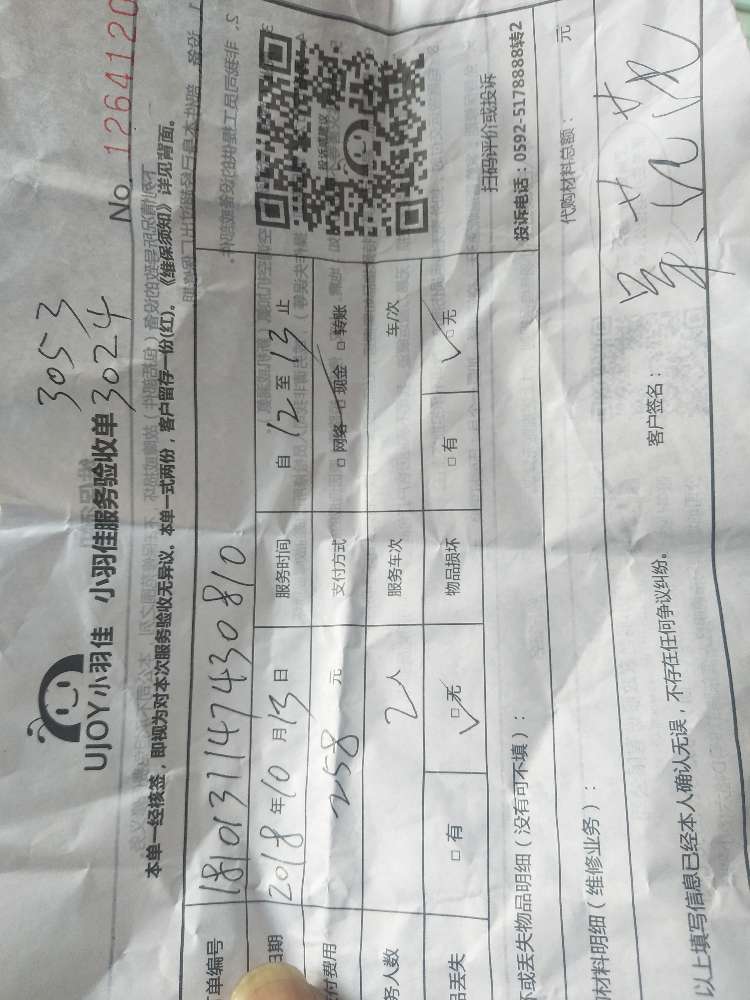 3053
3024
No. 1264120
UJOY小羽佳 小羽佳服务验收单
本单一经核签，即视为对本次服务验收无异议。本单一式两份，客户留存一份(红)。《维保须知》详见背面。
单编号 181013114743081０
日期 2018年10月13日 服务时间 自12至13止
付费用 258元 支付方式 □网络 □现金 □转账
务人数 2人 服务车次 车/次
品丢失 □有 □无 物品损坏 □有 □无
扫码评价或投诉
投诉电话：0592-5178888转2
坏或丢失物品明细（没有可不填）：
材料明细（维修业务）：
代购材料总额： 元
以上填写信息已经本人确认无误，不存在任何争议纠纷。
客户签名：